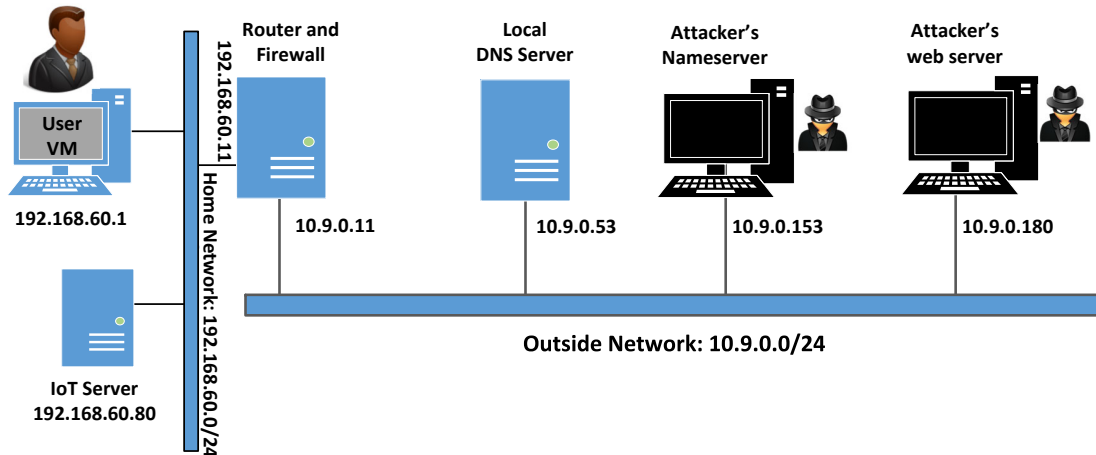 Router and
Firewall
Local
DNS Server
Attacker's
Nameserver
Attacker's
web server
User
VM
192.168.60.1
192.168.60.11
Home Network: 192.168.60.0/24
10.9.0.11
10.9.0.53
10.9.0.153
10.9.0.180
Outside Network: 10.9.0.0/24
IoT Server
192.168.60.80